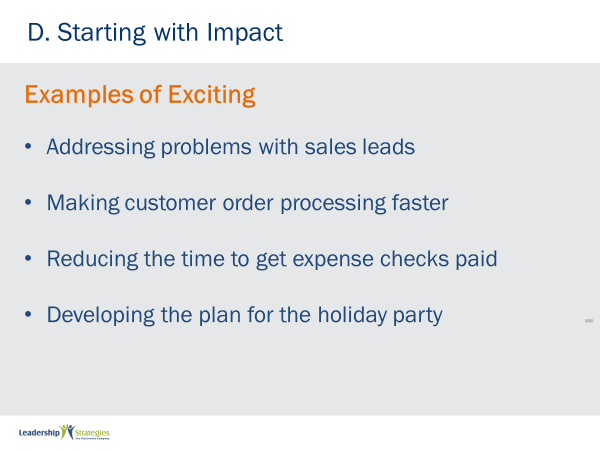 D. Starting with Impact
Examples of Exciting
• Addressing problems with sales leads
• Making customer order processing faster
• Reducing the time to get expense checks paid
• Developing the plan for the holiday party
Leadership Strategies
The Facilitation Company